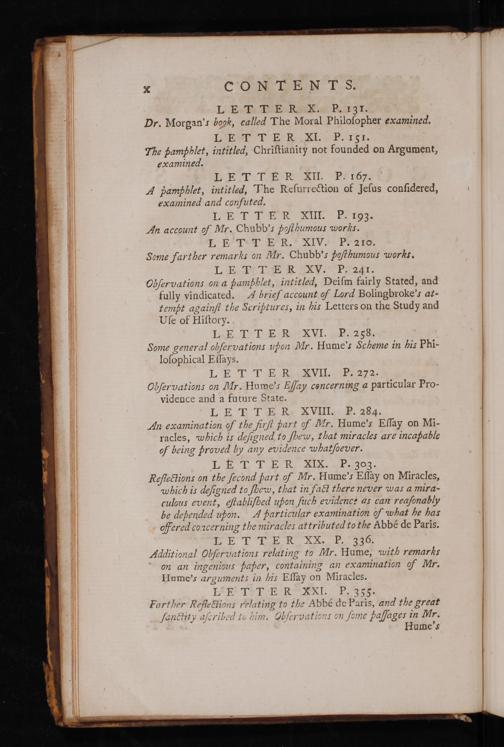 x CONTENTS.
LETTER X. P. 131.
Dr. Morgan's book, called The Moral Philoſopher examined.
LETTER XI. P. 151.
The pamphlet, intitled, Chriſtianity not founded on Argument,
examined.
LETTER XII. P. 167.
A pamphlet, intitled, The Reſurrection of Jeſus conſidered,
examined and confuted.
LETTER XIII. P. 193.
An account of Mr. Chubb's poſthumous works.
LETTER. XIV. P. 210.
Some farther remarks on Mr. Chubb's poſthumous works.
LETTER XV. P. 241.
Obſervations on a pamphlet, intitled, Deiſm fairly Stated, and
fully vindicated. A brief account of Lord Bolingbroke's at-
tempt againſt the Scriptures, in his Letters on the Study and
Uſe of Hiſtory.
LETTER XVI. P. 258.
Some general obſervations upon Mr. Hume's Scheme in his Phi-
loſophical Eſſays.
LETTER XVII. P. 272.
Obſervations on Mr. Hume's Eſſay concerning a particular Pro-
vidence and a future State.
LETTER XVIII. P. 284.
An examination of the firſt part of Mr. Hume's Eſſay on Mi-
racles, which is deſigned to ſhew, that miracles are incapable
of being proved by any evidence whatſoever.
LETTER XIX. P. 303.
Reflections on the ſecond part of Mr. Hume's Eſſay on Miracles,
which is deſigned to ſhew, that in fact there never was a mira-
culous event, eſtabliſhed upon ſuch evidence as can reaſonably
be depended upon. A particular examination of what he has
offered concerning the miracles attributed to the Abbé de Paris.
LETTER XX. P. 336.
Additional Obſervations relating to Mr. Hume, with remarks
on an ingenious paper, containing an examination of Mr.
Hume's arguments in his Eſſay on Miracles.
LETTER XXI. P. 355.
Farther Reflections relating to the Abbé de Paris, and the great
ſanctity aſcribed to him. Obſervations on ſome paſſages in Mr.
Hume's